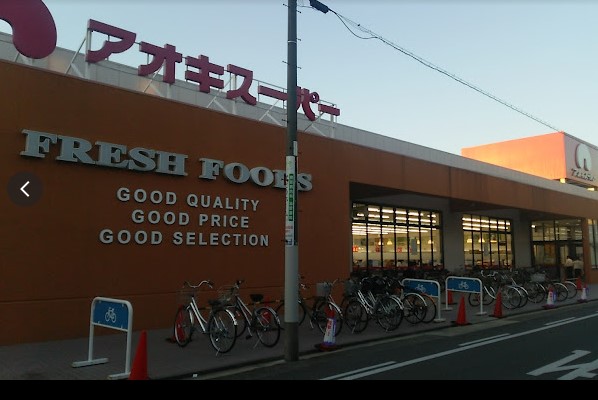 アオキスーパー
FRESH FOODS
GOOD QUALITY
GOOD PRICE
GOOD SELECTION